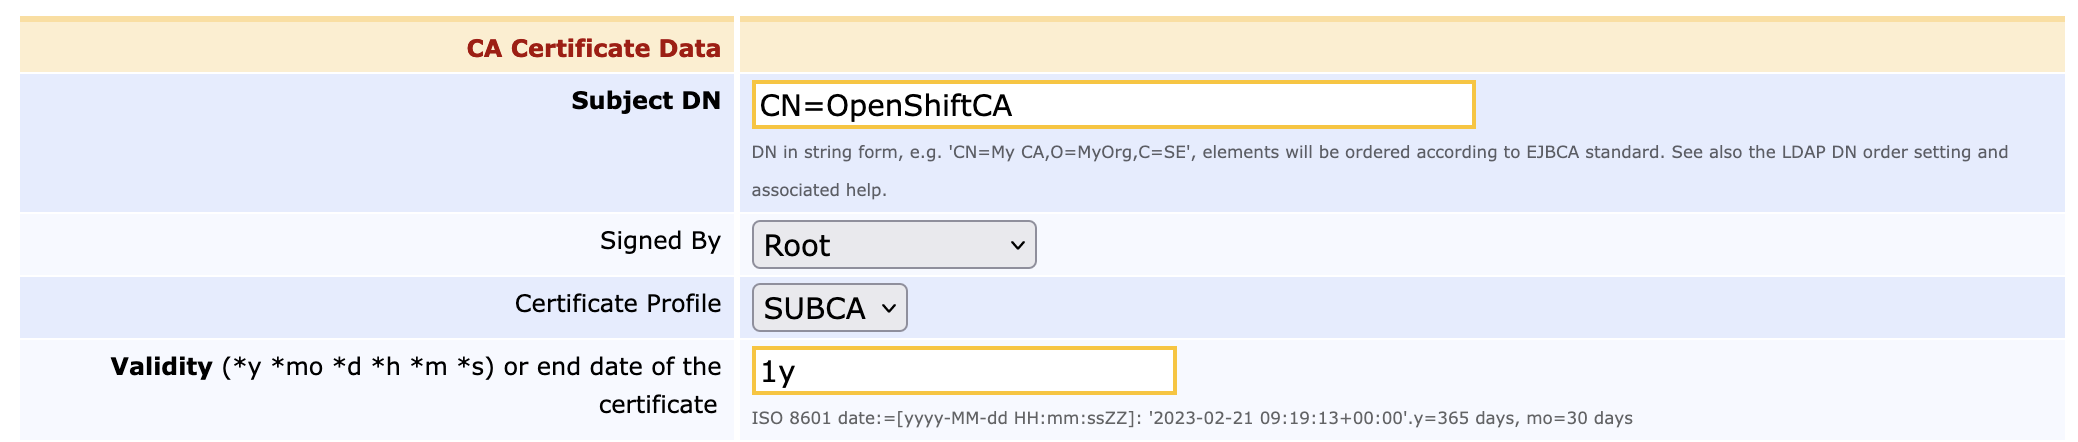 CA Certificate Data
Subject DN
CN=OpenShiftCA
DN in string form, e.g. 'CN=My CA,O=MyOrg,C=SE', elements will be ordered according to EJBCA standard. See also the LDAP DN order setting and
associated help.
Signed By
Root
Certificate Profile
SUBCA
Validity (*y *mo *d *h *m *s) or end date of the
certificate
1y
ISO 8601 date:=[yyyy-MM-dd HH:mm:ssZZ]: '2023-02-21 09:19:13+00:00'.y=365 days, mo=30 days